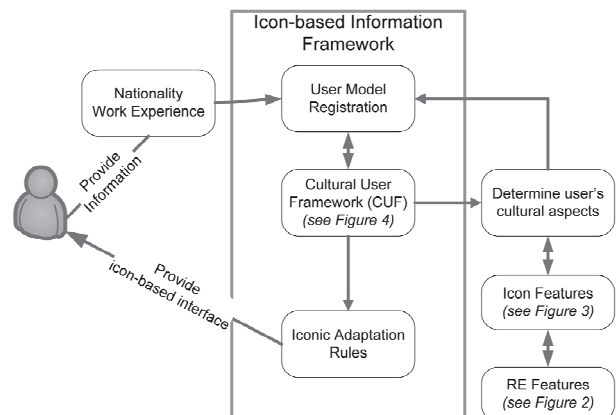 Icon-based Information
Framework
Nationality
Work Experience
User Model
Registration
Provide
Information
Cultural User
Framework (CUF)
(see Figure 4)
Determine user's
cultural aspects
Provide
icon-based interface
Icon Features
(see Figure 3)
Iconic Adaptation
Rules
RE Features
(see Figure 2)